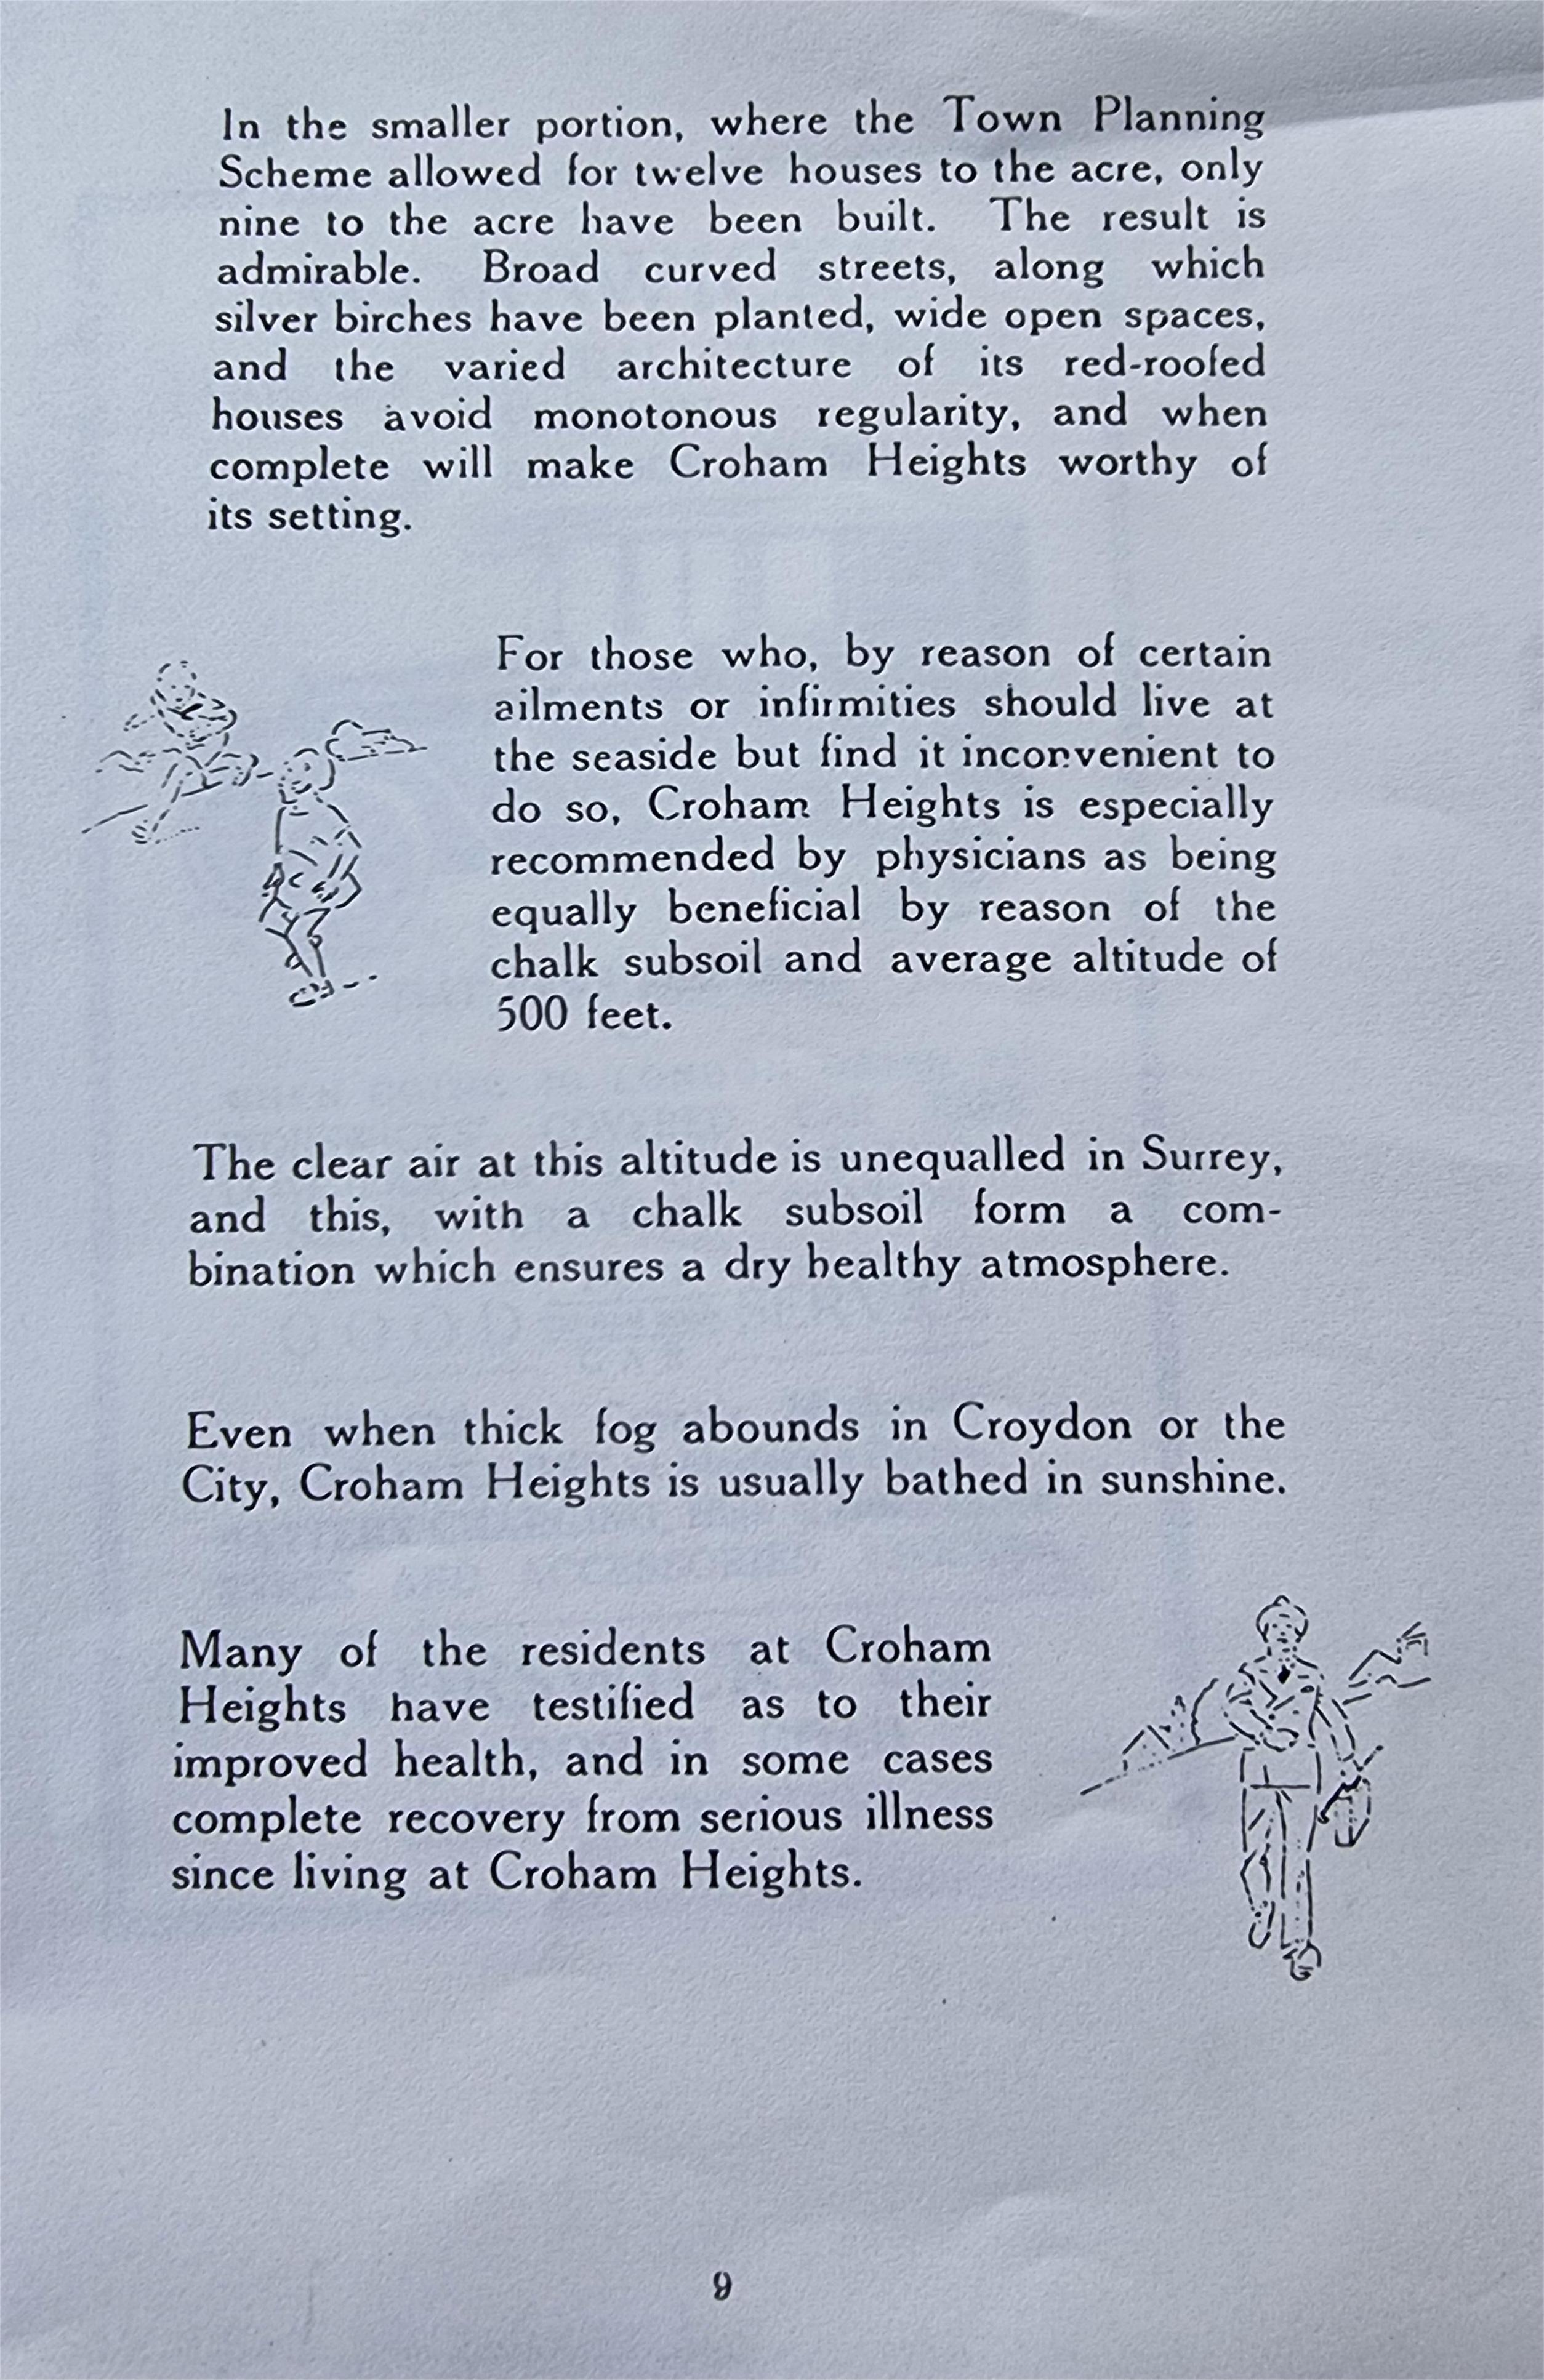 In the smaller portion, where the Town Planning
Scheme allowed for twelve houses to the acre, only
nine to the acre have been built. The result is
admirable. Broad curved streets, along which
silver birches have been planted, wide open spaces,
and the varied architecture of its red-roofed
houses avoid monotonous regularity, and when
complete will make Croham Heights worthy of
its setting.
For those who, by reason of certain
ailments or infirmities should live at
the seaside but find it inconvenient to
do so, Croham Heights is especially
recommended by physicians as being
equally beneficial by reason of the
chalk subsoil and average altitude of
500 feet.
The clear air at this altitude is unequalled in Surrey,
and this, with a chalk subsoil form a com-
bination which ensures a dry healthy atmosphere.
Even when thick fog abounds in Croydon or the
City, Croham Heights is usually bathed in sunshine.
Many of the residents at Croham
Heights have testified as to their
improved health, and in some cases
complete recovery from serious illness
since living at Croham Heights.
9